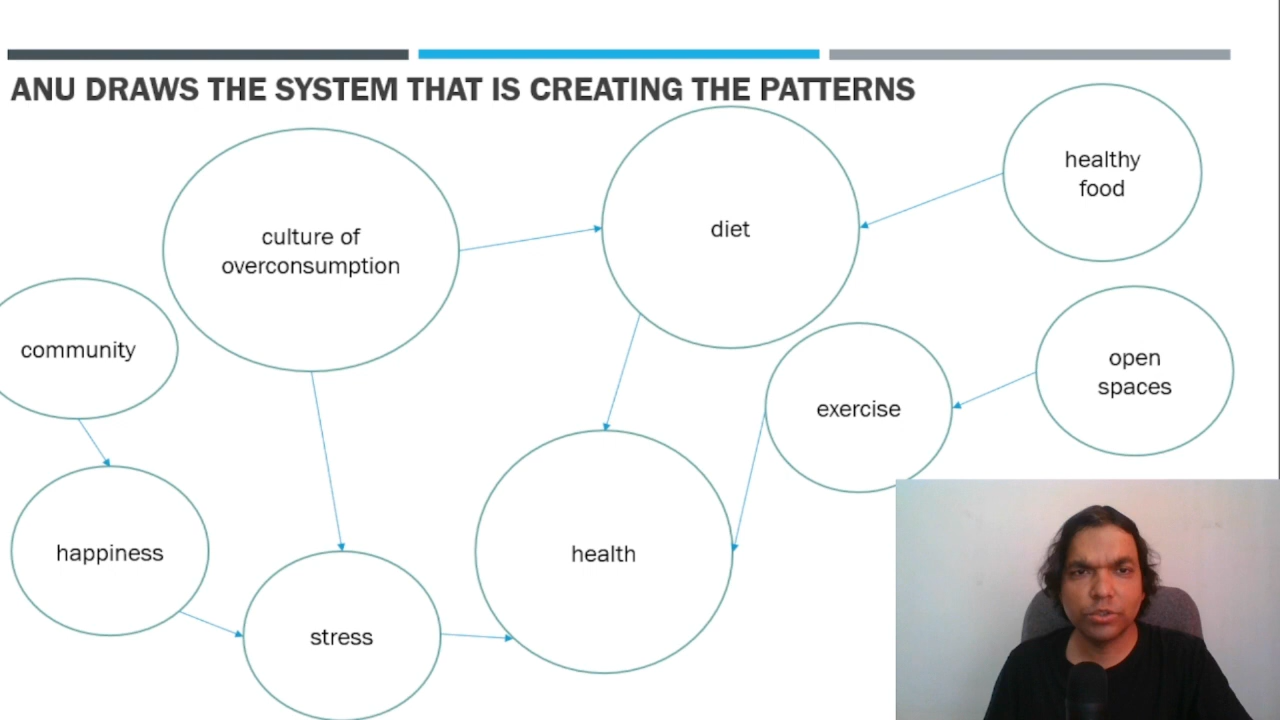 ANU DRAWS THE SYSTEM THAT IS CREATING THE PATTERNS
healthy
food
diet
culture of
overconsumption
community
open
spaces
exercise
happiness
health
stress